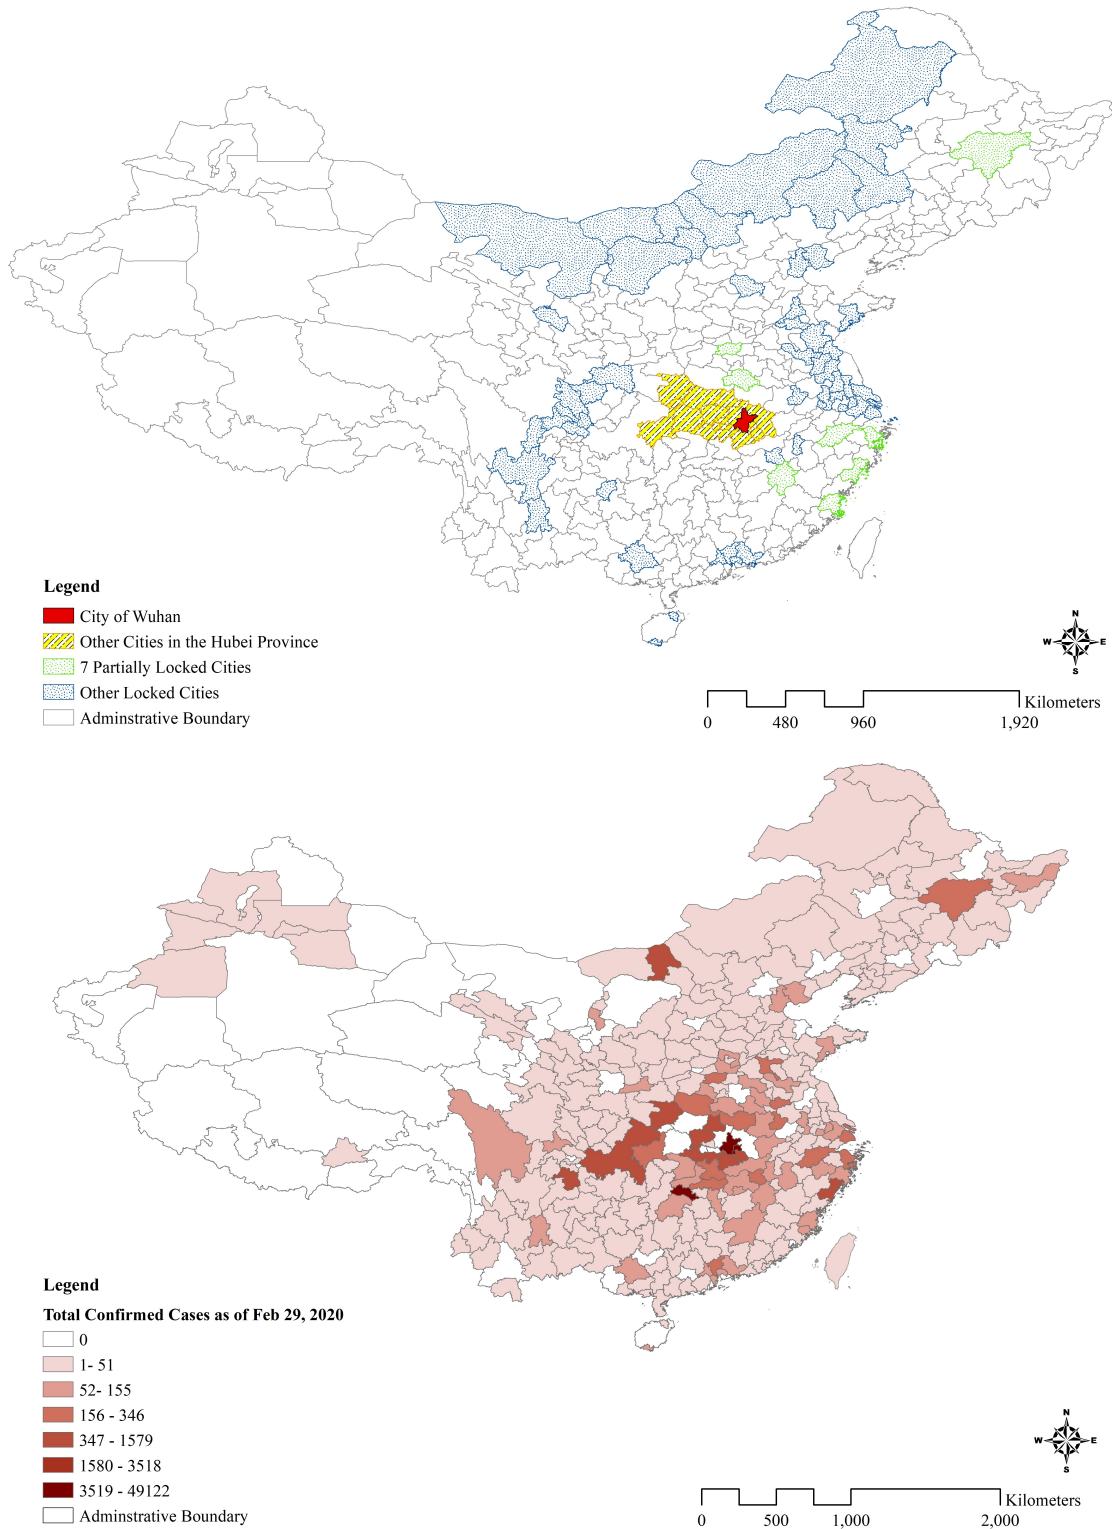 Legend
City of Wuhan
Other Cities in the Hubei Province
7 Partially Locked Cities
Other Locked Cities
Adminstrative Boundary
N
W E
S
Kilometers
0 480 960 1,920
Legend
Total Confirmed Cases as of Feb 29, 2020
0
1- 51
52- 155
156 - 346
347 - 1579
1580 - 3518
3519 - 49122
Adminstrative Boundary
N
W E
S
Kilometers
0 500 1,000 2,000